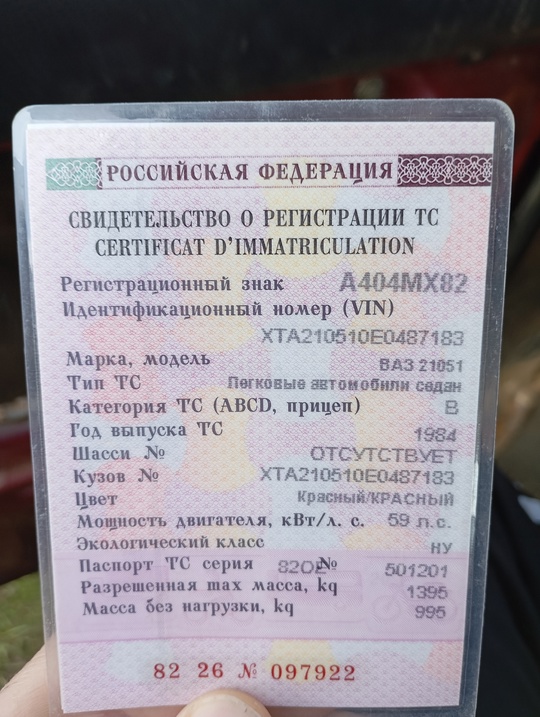 РОССИЙСКАЯ ФЕДЕРАЦИЯ
СВИДЕТЕЛЬСТВО О РЕГИСТРАЦИИ ТС
CERTIFICAT D'IMMATRICULATION
Регистрационный знак А404МХ82
Идентификационный номер (VIN)
XTA210510E0487183
Марка, модель ВАЗ 21051
Тип ТС Легковые автомобили седан
Категория ТС (ABCD, прицеп) B
Год выпуска ТС 1984
Шасси № ОТСУТСТВУЕТ
Кузов № XTA210510E0487183
Цвет Красный/КРАСНЫЙ
Мощность двигателя, кВт/л. с. 59 л.с.
Экологический класс НУ
Паспорт ТС серия 82ОЕ № 501201
Разрешенная max масса, kg 1395
Масса без нагрузки, kg 995
82 26 № 097922